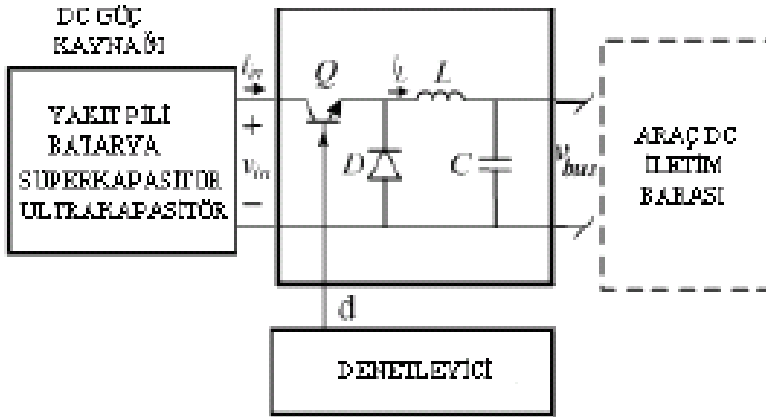 DC GÜÇ
KAYNAĞI
YAKIT PİLİ
BATARYA
SÜPERKAPASİTÖR
ULTRAKAPASİTÖR
i_in
Q
i_L
L
+
v_in
−
D
C
v_bus
ARAÇ DC
İLETİM
BARASI
d
DENETLEYİCİ